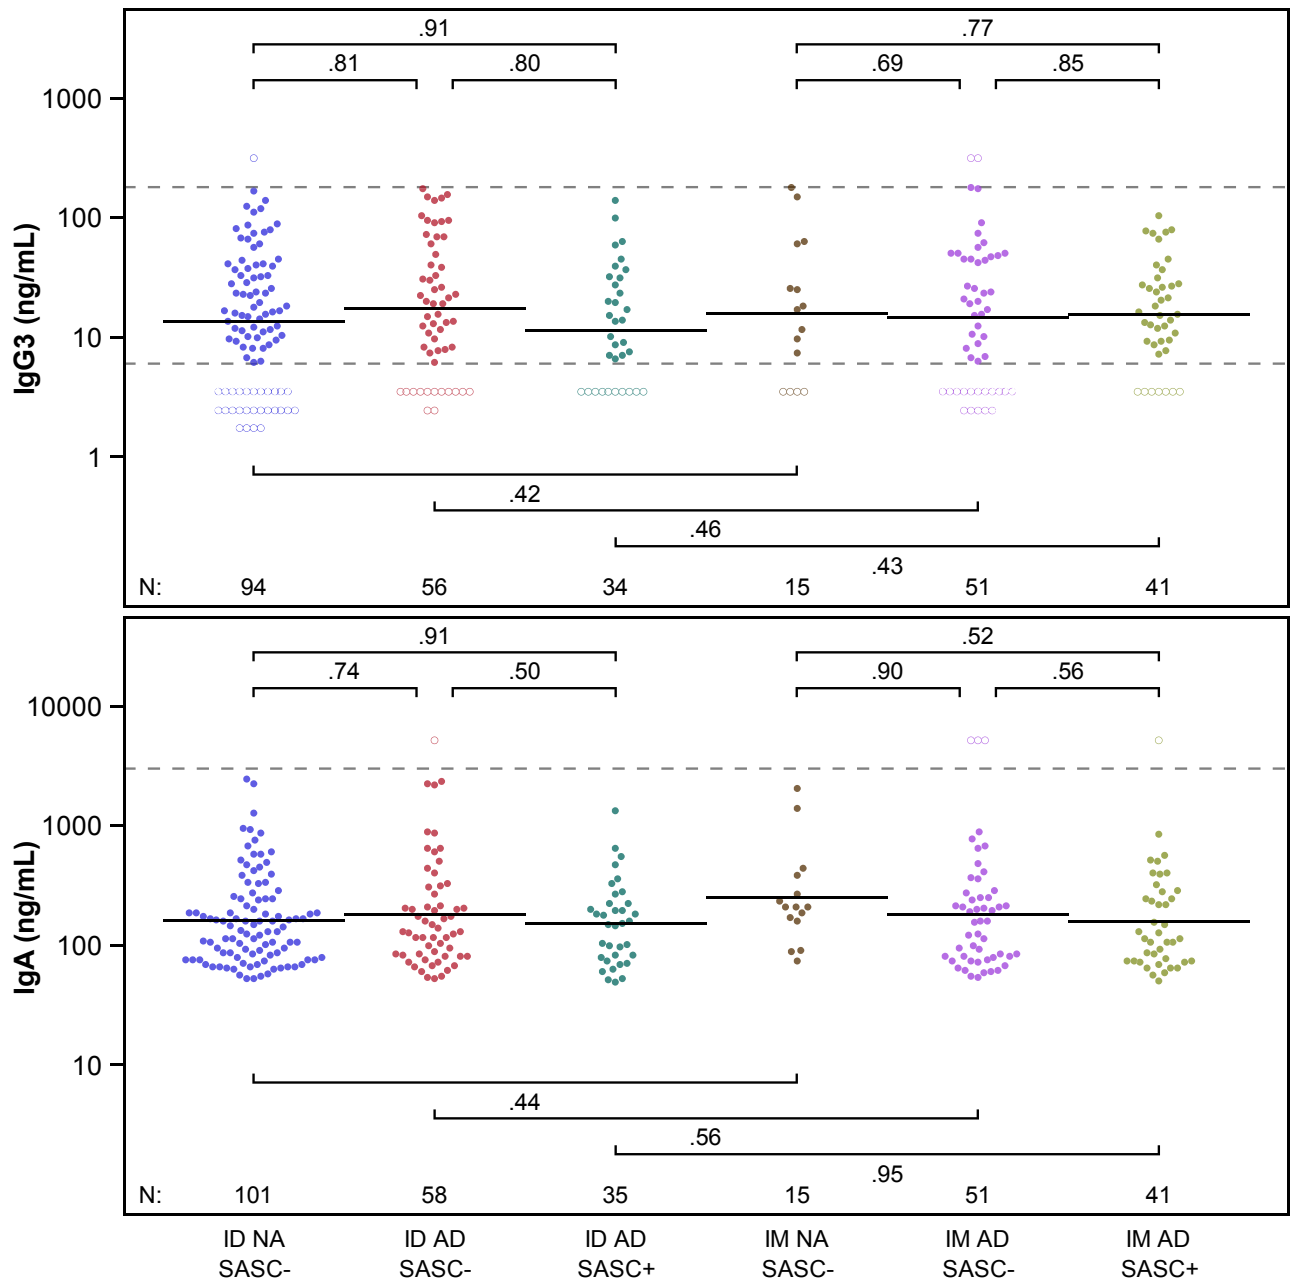 .91 .77
.81 .80 .69 .85
1000
100
10
1
IgG3 (ng/mL)
.42
.46
.43
N: 94 56 34 15 51 41
.91 .52
.74 .50 .90 .56
10000
1000
100
10
IgA (ng/mL)
.44
.56
.95
N: 101 58 35 15 51 41
ID NA ID AD ID AD IM NA IM AD IM AD
SASC- SASC- SASC+ SASC- SASC- SASC+